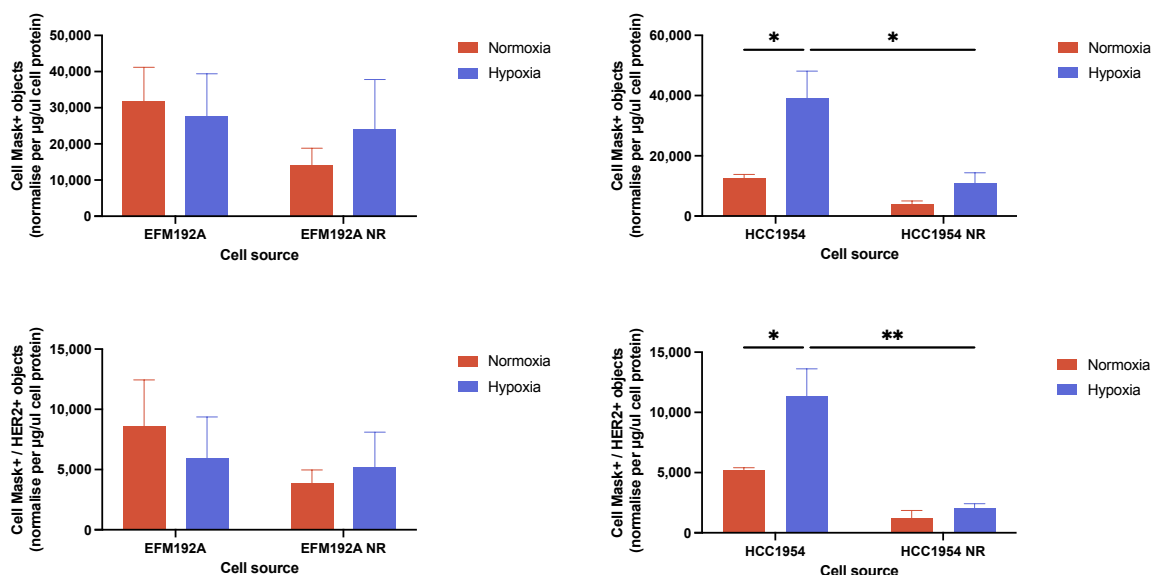 Cell Mask+ objects
(normalise per µg/ul cell protein)
50,000
40,000
30,000
20,000
10,000
0
EFM192A
EFM192A NR
Cell source
Normoxia
Hypoxia
Cell Mask+ objects
(normalise per µg/ul cell protein)
60,000
40,000
20,000
0
*
*
HCC1954
HCC1954 NR
Cell source
Normoxia
Hypoxia
Cell Mask+ / HER2+ objects
(normalise per µg/ul cell protein)
15,000
10,000
5,000
0
EFM192A
EFM192A NR
Cell source
Normoxia
Hypoxia
Cell Mask+ / HER2+ objects
(normalise per µg/ul cell protein)
15,000
10,000
5,000
0
*
**
HCC1954
HCC1954 NR
Cell source
Normoxia
Hypoxia